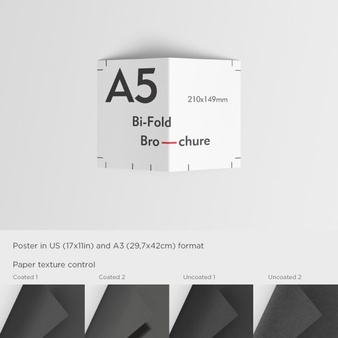 A5
210x149mm
Bi-Fold
Bro—chure
Poster in US (17x11in) and A3 (29,7x42cm) format
Paper texture control
Coated 1 Coated 2 Uncoated 1 Uncoated 2